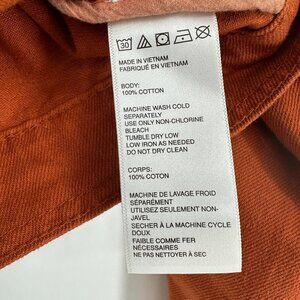 30
MADE IN VIETNAM
FABRIQUÉ EN VIETNAM
BODY:
100% COTTON
MACHINE WASH COLD
SEPARATELY
USE ONLY NON-CHLORINE
BLEACH
TUMBLE DRY LOW
LOW IRON AS NEEDED
DO NOT DRY CLEAN
CORPS:
100% COTON
MACHINE DE LAVAGE FROID
SÉPARÉMENT
UTILISEZ SEULEMENT NON-
JAVEL
SECHER À LA MACHINE CYCLE
DOUX
FAIBLE COMME FER
NÉCESSAIRES
NE PAS NETTOYER À SEC